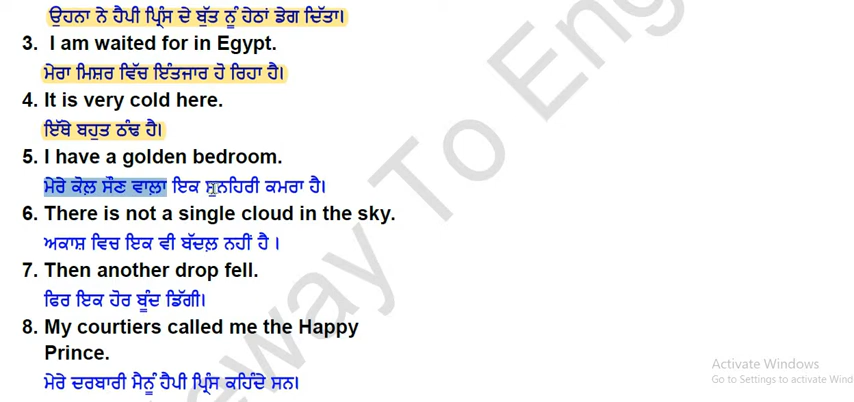 ਉਹਨਾ ਨੇ ਹੈਪੀ ਪ੍ਰਿੰਸ ਦੇ ਬੁੱਤ ਨੂੰ ਹੇਠਾਂ ਡੇਗ ਦਿੱਤਾ।
3. I am waited for in Egypt.
ਮੇਰਾ ਮਿਸ਼ਰ ਵਿੱਚ ਇੰਤਜਾਰ ਹੋ ਰਿਹਾ ਹੈ।
4. It is very cold here.
ਇੱਥੇ ਬਹੁਤ ਠੰਢ ਹੈ।
5. I have a golden bedroom.
ਮੇਰੇ ਕੋਲ਼ ਸੌਣ ਵਾਲ਼ਾ ਇਕ ਸੂਨਹਿਰੀ ਕਮਰਾ ਹੈ।
6. There is not a single cloud in the sky.
ਅਕਾਸ਼ ਵਿਚ ਇਕ ਵੀ ਬੱਦਲ਼ ਨਹੀਂ ਹੈ ।
7. Then another drop fell.
ਫਿਰ ਇਕ ਹੋਰ ਬੂੰਦ ਡਿੱਗੀ।
8. My courtiers called me the Happy
Prince.
ਮੇਰੇ ਦਰਬਾਰੀ ਮੈਨੂੰ ਹੈਪੀ ਪ੍ਰਿੰਸ ਕਹਿੰਦੇ ਸਨ।
way To Eng
Activate Windows
Go to Settings to activate Wind